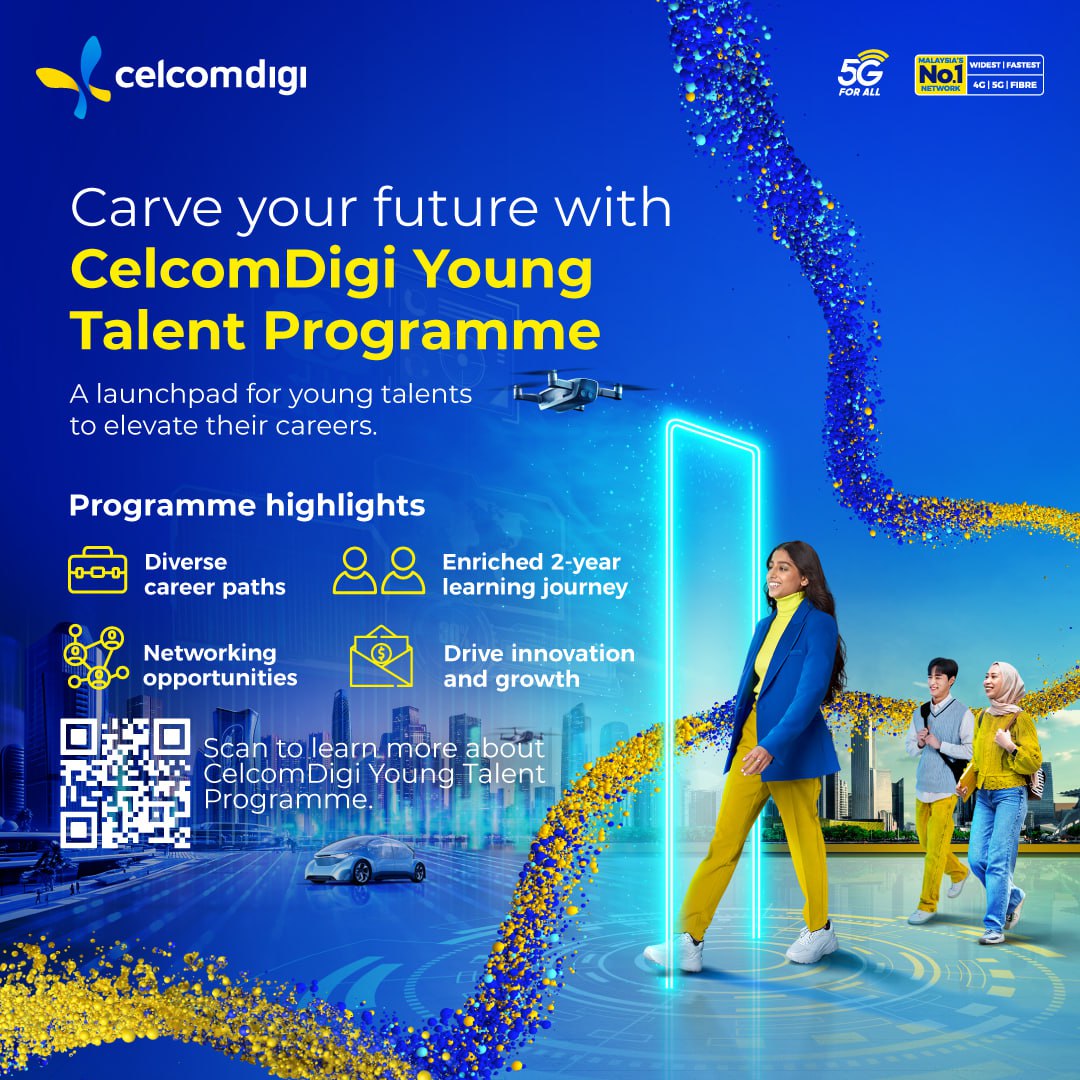 celcomdigi
5G
FOR ALL
MALAYSIA'S
No.1
NETWORK
WIDEST | FASTEST
4G | 5G | FIBRE
Carve your future with
CelcomDigi Young
Talent Programme
A launchpad for young talents
to elevate their careers.
Programme highlights
Diverse
career paths
Enriched 2-year
learning journey
Networking
opportunities
Drive innovation
and growth
Scan to learn more about
CelcomDigi Young Talent
Programme.